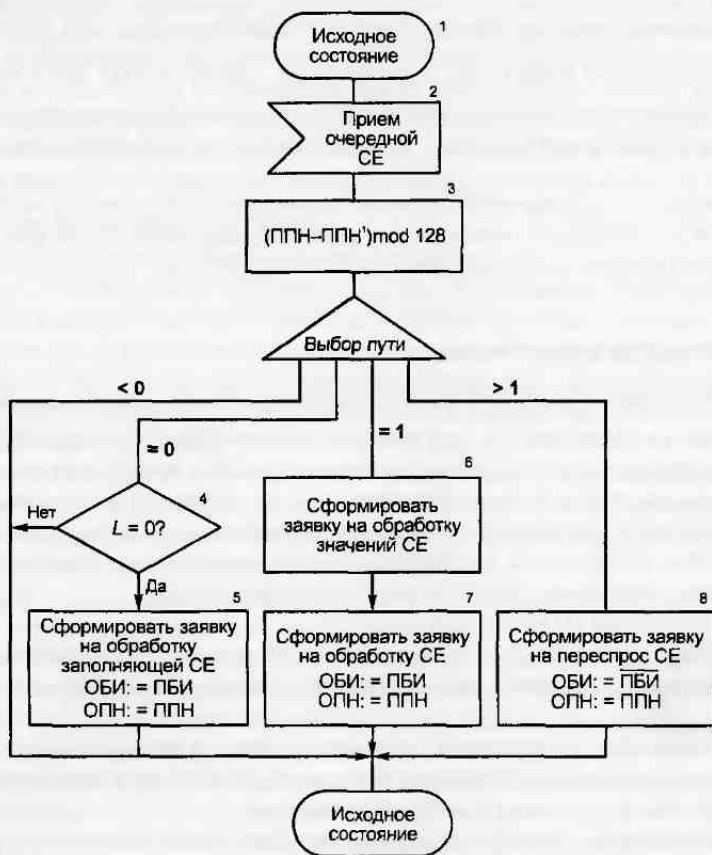 Исходное
состояние
1
2
Прием
очередной
СЕ
3
(ППН–ППН¹)mod 128
Выбор пути
< 0
= 0
= 1
> 1
4
L = 0?
Нет
Да
6
Сформировать
заявку на обработку
значений СЕ
5
Сформировать заявку
на обработку
заполняющей СЕ
ОБИ: = ПБИ
ОПН: = ППН
7
Сформировать заявку
на обработку СЕ
ОБИ: = ПБИ
ОПН: = ППН
8
Сформировать заявку
на переспрос СЕ
ОБИ: = П̅Б̅И̅
ОПН: = ППН
Исходное
состояние